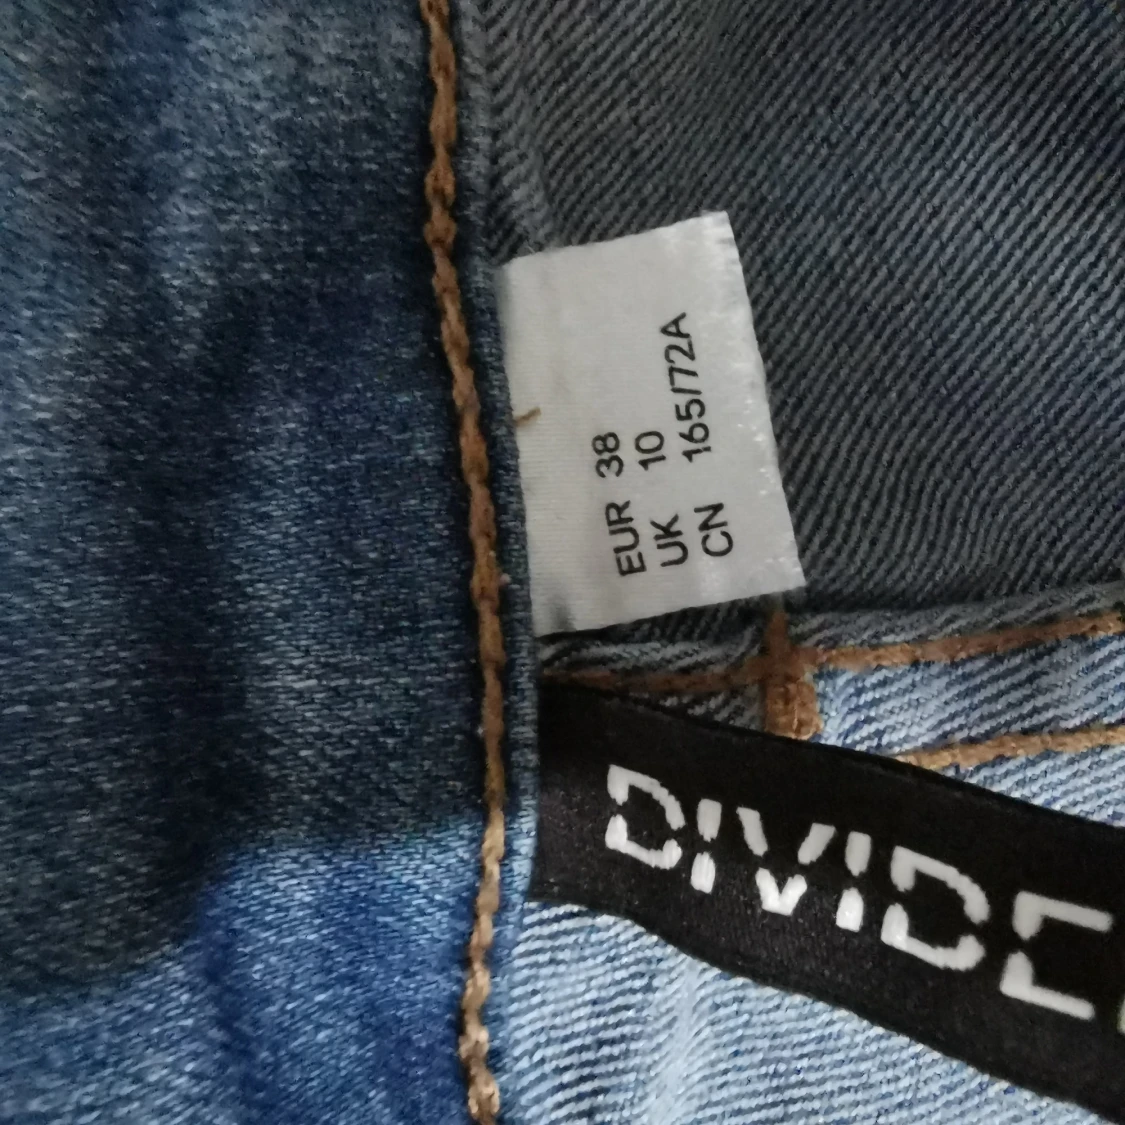 EUR 38
UK 10
CN 165/72A
DIVIDE